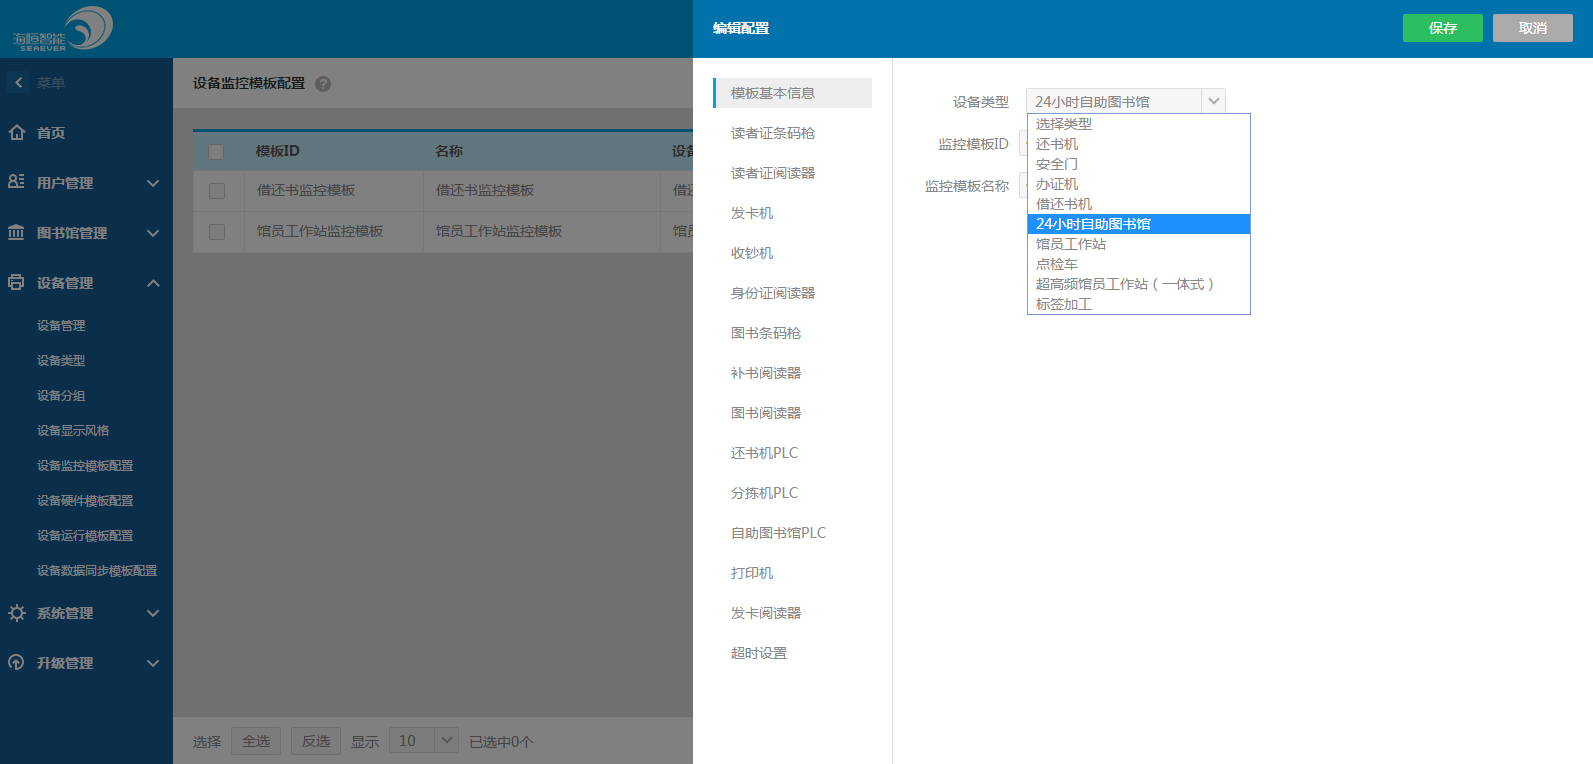 海恒智能
SEAEVER
编辑配置
保存
取消
菜单
首页
用户管理
图书馆管理
设备管理
设备管理
设备类型
设备分组
设备显示风格
设备监控模板配置
设备硬件模板配置
设备运行模板配置
设备数据同步模板配置
系统管理
升级管理
设备监控模板配置 ?
模板ID 名称 设备
借还书监控模板 借还书监控模板 借还
馆员工作站监控模板 馆员工作站监控模板 馆员
选择 全选 反选 显示 10 已选中0个
模板基本信息
读者证条码枪
读者证阅读器
发卡机
收钞机
身份证阅读器
图书条码枪
补书阅读器
图书阅读器
还书机PLC
分拣机PLC
自助图书馆PLC
打印机
发卡阅读器
超时设置
设备类型 24小时自助图书馆
监控模板ID
监控模板名称
选择类型
还书机
安全门
办证机
借还书机
24小时自助图书馆
馆员工作站
点检车
超高频馆员工作站（一体式）
标签加工